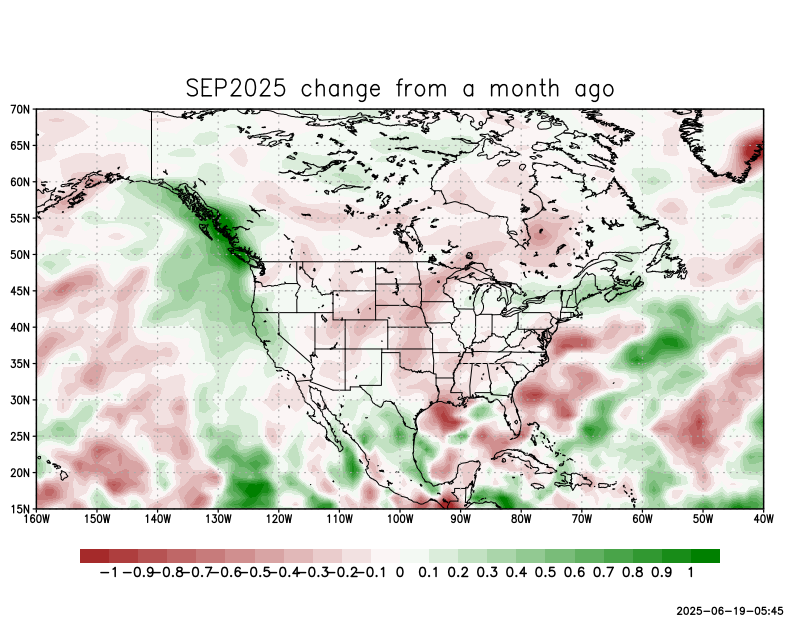 SEP2025 change from a month ago
70N
65N
60N
55N
50N
45N
40N
35N
30N
25N
20N
15N
160W 150W 140W 130W 120W 110W 100W 90W 80W 70W 60W 50W 40W
-1 -0.9 -0.8 -0.7 -0.6 -0.5 -0.4 -0.3 -0.2 -0.1 0 0.1 0.2 0.3 0.4 0.5 0.6 0.7 0.8 0.9 1
2025-06-19-05:45